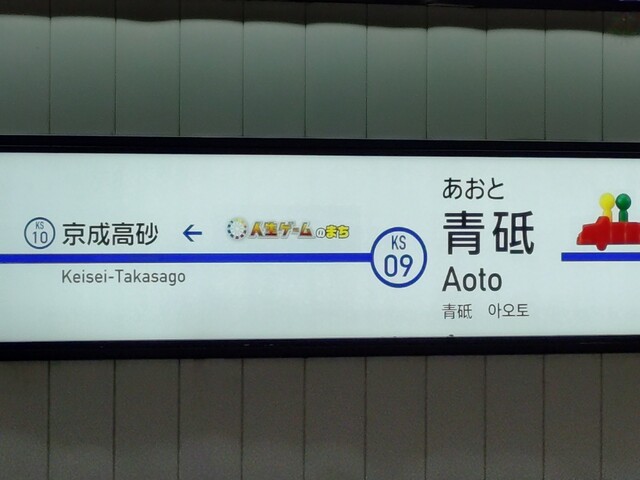 KS
10
京成高砂
←
人生ゲームのまち
Keisei-Takasago
KS
09
あおと
青砥
Aoto
青砥 아오토